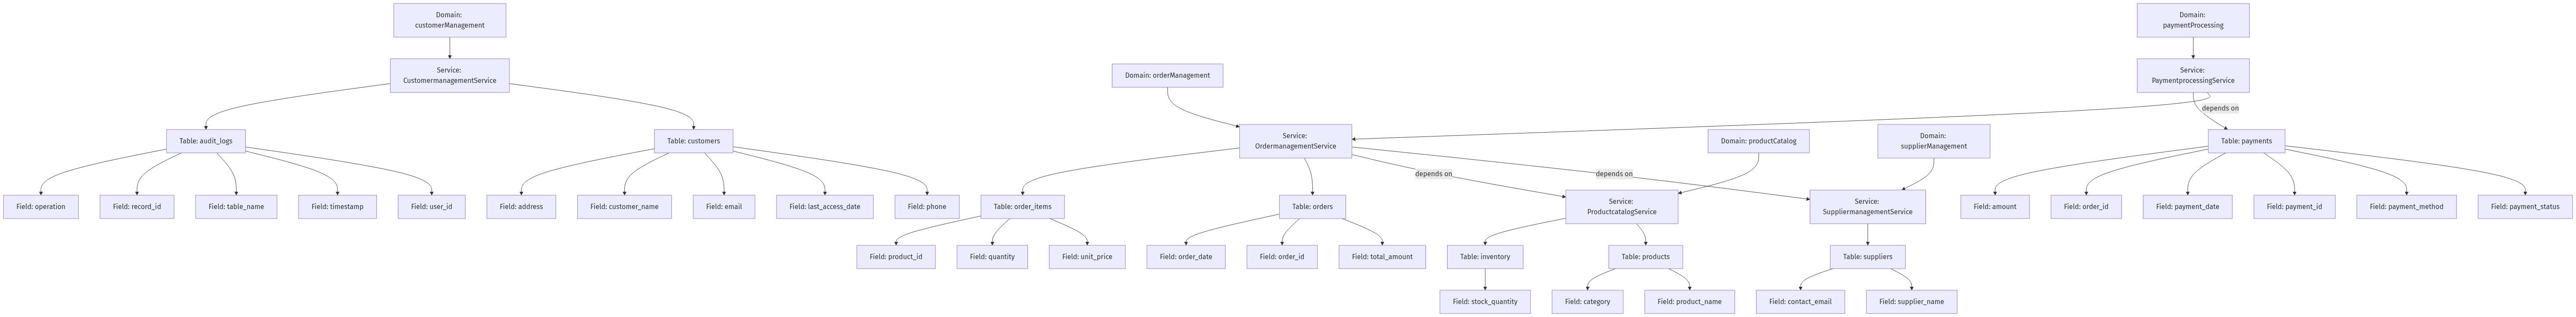 Domain:
customerManagement
Domain:
paymentProcessing
Service:
CustomermanagementService
Domain: orderManagement
Service:
PaymentprocessingService
depends on
Table: audit_logs
Table: customers
Service:
OrdermanagementService
Domain: productCatalog
Domain:
supplierManagement
Table: payments
depends on
depends on
Field: operation
Field: record_id
Field: table_name
Field: timestamp
Field: user_id
Field: address
Field: customer_name
Field: email
Field: last_access_date
Field: phone
Table: order_items
Table: orders
Service:
ProductcatalogService
Service:
SuppliermanagementService
Field: amount
Field: order_id
Field: payment_date
Field: payment_id
Field: payment_method
Field: payment_status
Field: product_id
Field: quantity
Field: unit_price
Field: order_date
Field: order_id
Field: total_amount
Table: inventory
Table: products
Table: suppliers
Field: stock_quantity
Field: category
Field: product_name
Field: contact_email
Field: supplier_name